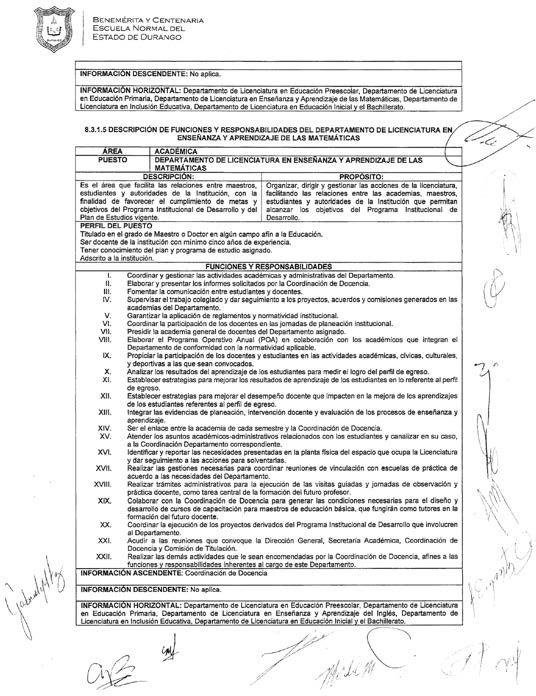 BENEMÉRITA Y CENTENARIA
ESCUELA NORMAL DEL
ESTADO DE DURANGO
INFORMACIÓN DESCENDENTE: No aplica.
INFORMACIÓN HORIZONTAL: Departamento de Licenciatura en Educación Preescolar, Departamento de Licenciatura
en Educación Primaria, Departamento de Licenciatura en Enseñanza y Aprendizaje de las Matemáticas, Departamento de
Licenciatura en Inclusión Educativa, Departamento de Licenciatura en Educación Inicial y el Bachillerato.
8.3.1.5 DESCRIPCIÓN DE FUNCIONES Y RESPONSABILIDADES DEL DEPARTAMENTO DE LICENCIATURA EN
ENSEÑANZA Y APRENDIZAJE DE LAS MATEMÁTICAS
ÁREA ACADÉMICA
PUESTO DEPARTAMENTO DE LICENCIATURA EN ENSEÑANZA Y APRENDIZAJE DE LAS
MATEMÁTICAS
DESCRIPCIÓN: PROPÓSITO:
Es el área que facilita las relaciones entre maestros,
estudiantes y autoridades de la Institución, con la
finalidad de favorecer el cumplimiento de metas y
objetivos del Programa Institucional de Desarrollo y del
Plan de Estudios vigente.
Organizar, dirigir y gestionar las acciones de la licenciatura,
facilitando las relaciones entre las academias, maestros,
estudiantes y autoridades de la Institución que permitan
alcanzar los objetivos del Programa Institucional de
Desarrollo.
PERFIL DEL PUESTO
Titulado en el grado de Maestro o Doctor en algún campo afín a la Educación.
Ser docente de la institución con mínimo cinco años de experiencia.
Tener conocimiento del plan y programa de estudio asignado.
Adscrito a la institución.
FUNCIONES Y RESPONSABILIDADES
I. Coordinar y gestionar las actividades académicas y administrativas del Departamento.
II. Elaborar y presentar los informes solicitados por la Coordinación de Docencia.
III. Fomentar la comunicación entre estudiantes y docentes.
IV. Supervisar el trabajo colegiado y dar seguimiento a los proyectos, acuerdos y comisiones generados en las
academias del Departamento.
V. Garantizar la aplicación de reglamentos y normatividad institucional.
VI. Coordinar la participación de los docentes en las jornadas de planeación institucional.
VII. Presidir la academia general de docentes del Departamento asignado.
VIII. Elaborar el Programa Operativo Anual (POA) en colaboración con los académicos que integran el
Departamento de conformidad con la normatividad aplicable.
IX. Propiciar la participación de los docentes y estudiantes en las actividades académicas, cívicas, culturales,
y deportivas a las que sean convocados.
X. Analizar los resultados del aprendizaje de los estudiantes para medir el logro del perfil de egreso.
XI. Establecer estrategias para mejorar los resultados de aprendizaje de los estudiantes en lo referente al perfil
de egreso.
XII. Establecer estrategias para mejorar el desempeño docente que impacten en la mejora de los aprendizajes
de los estudiantes referente al perfil de egreso.
XIII. Integrar las evidencias de planeación, intervención docente y evaluación de los procesos de enseñanza y
aprendizaje.
XIV. Ser el enlace entre la academia de cada semestre y la Coordinación de Docencia.
XV. Atender los asuntos académicos-administrativos relacionados con los estudiantes y canalizar en su caso,
a la Coordinación Departamento correspondiente.
XVI. Identificar y reportar las necesidades presentadas en la planta física del espacio que ocupa la Licenciatura
y dar seguimiento a las acciones para solventarlas.
XVII. Realizar las gestiones necesarias para coordinar reuniones de vinculación con escuelas de práctica de
acuerdo a las necesidades del Departamento.
XVIII. Realizar trámites administrativos para la ejecución de las visitas guiadas y jornadas de observación y
práctica docente, como tarea central de la formación del futuro profesor.
XIX. Colaborar con la Coordinación de Docencia para generar las condiciones necesarias para el diseño y
desarrollo de cursos de capacitación para maestros de educación básica, que fungirán como tutores en la
formación del futuro docente.
XX. Coordinar la ejecución de los proyectos derivados del Programa Institucional de Desarrollo que involucren
al Departamento.
XXI. Acudir a las reuniones que convoque la Dirección General, Secretaría Académica, Coordinación de
Docencia y Comisión de Titulación.
XXII. Realizar las demás actividades que le sean encomendadas por la Coordinación de Docencia, afines a las
funciones y responsabilidades inherentes al cargo de este Departamento.
INFORMACIÓN ASCENDENTE: Coordinación de Docencia
INFORMACIÓN DESCENDENTE: No aplica.
INFORMACIÓN HORIZONTAL: Departamento de Licenciatura en Educación Preescolar, Departamento de Licenciatura
en Educación Primaria, Departamento de Licenciatura en Enseñanza y Aprendizaje del Inglés, Departamento de
Licenciatura en Inclusión Educativa, Departamento de Licenciatura en Educación Inicial y el Bachillerato.